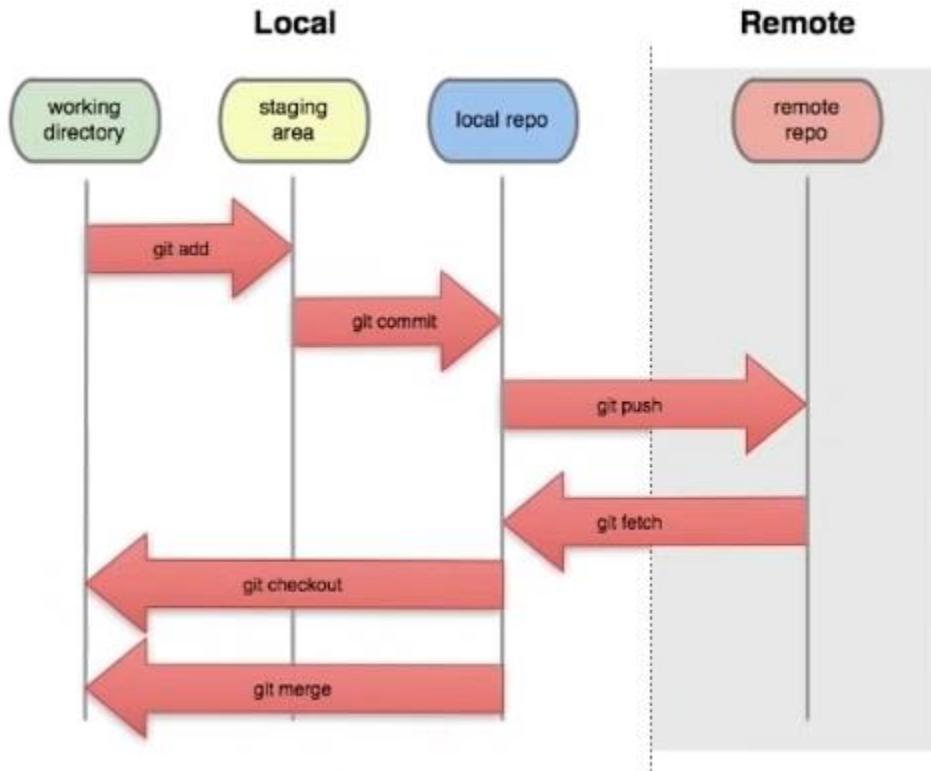 Local
Remote
working
directory
staging
area
local repo
remote
repo
git add
git commit
git push
git fetch
git checkout
git merge